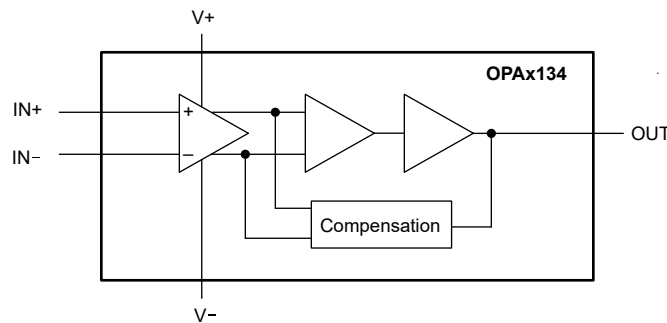 V+
OPAx134
IN+
+
IN−
−
OUT
Compensation
V−